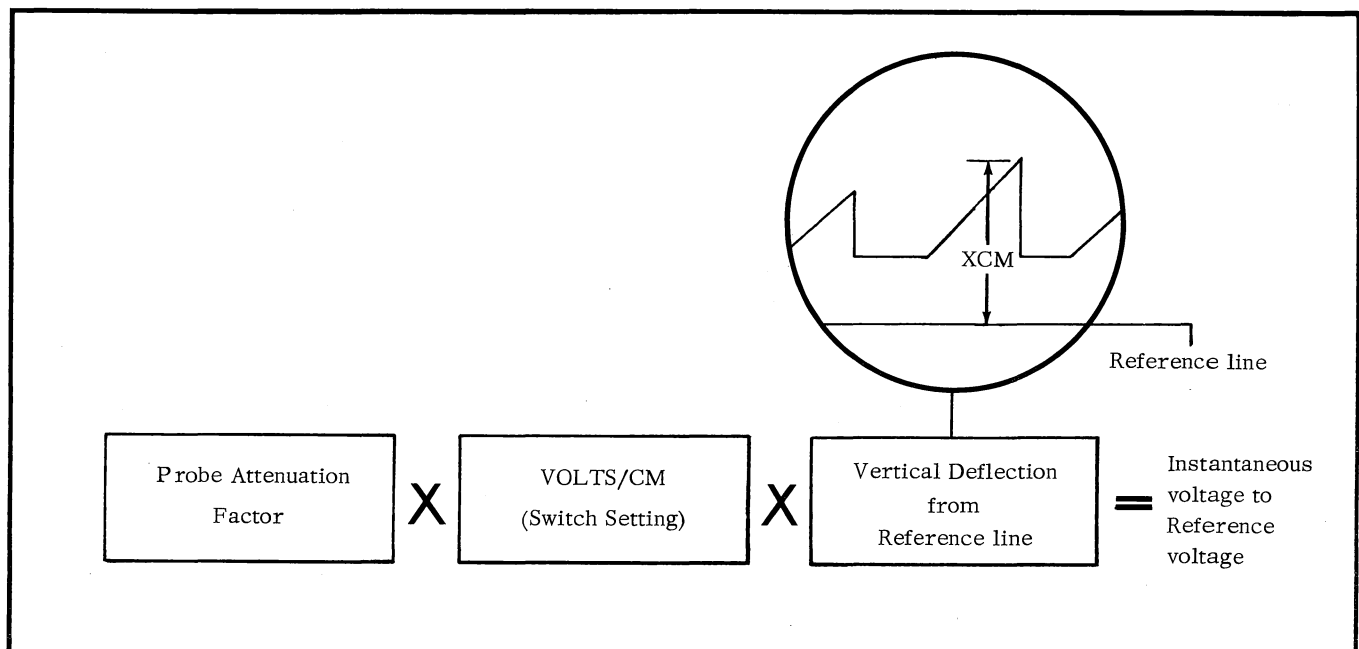 XCM
Reference line
Probe Attenuation
Factor
X
VOLTS/CM
(Switch Setting)
X
Vertical Deflection
from
Reference line
=
Instantaneous
voltage to
Reference
voltage